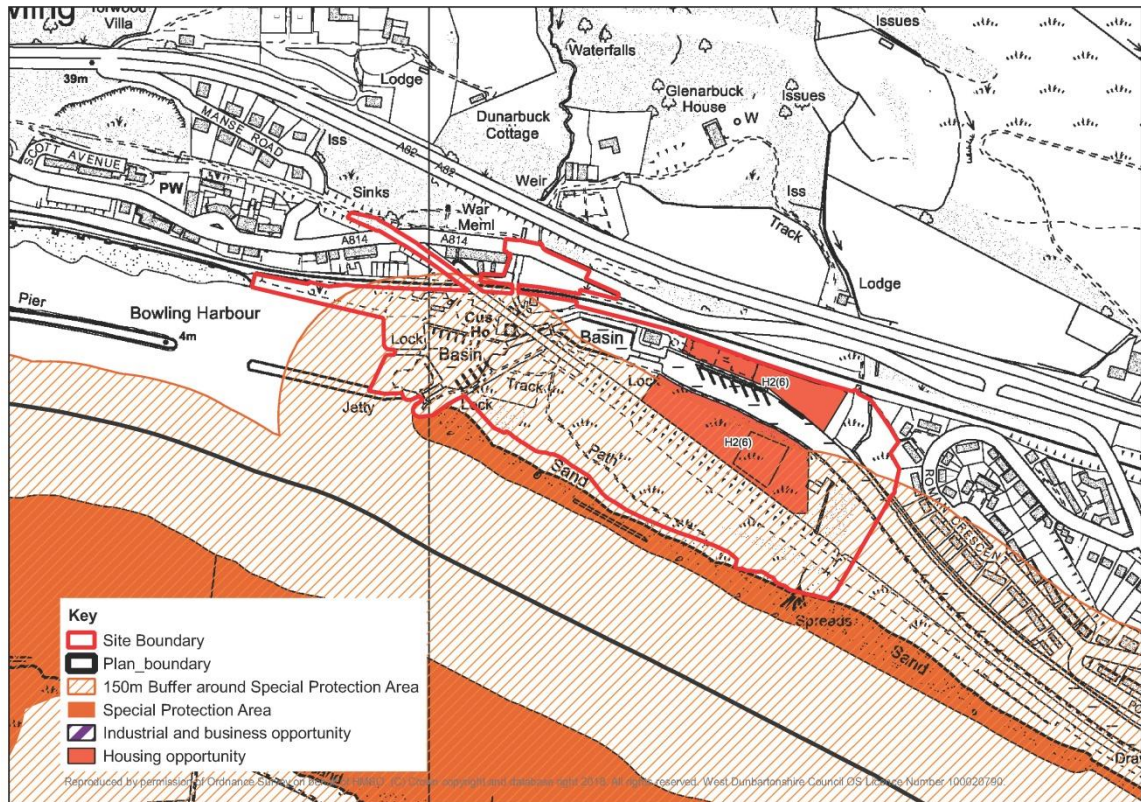 Torwood
Villa
39m
Lodge
Waterfalls
Issues
Glenarbuck
House
Issues
W
Dunarbuck
Cottage
MANSE ROAD
Iss
A82
A82
SCOTT AVENUE
PW
Sinks
Weir
Iss
War
Meml
Track
A814
A814
Lodge
Pier
Bowling Harbour
4m
Cus
Ho
Lock
Basin
Basin
Track
Lock
H2(6)
Jetty
Lock
H2(6)
Path
Sand
ROMAN CRESCENT
Spreads
Sand
Key
Site Boundary
Plan_boundary
150m Buffer around Special Protection Area
Special Protection Area
Industrial and business opportunity
Housing opportunity
Reproduced by permission of Ordnance Survey on behalf of HMSO. (C) Crown copyright and database right 2018. All rights reserved. West Dunbartonshire Council OS Licence Number 100020790.